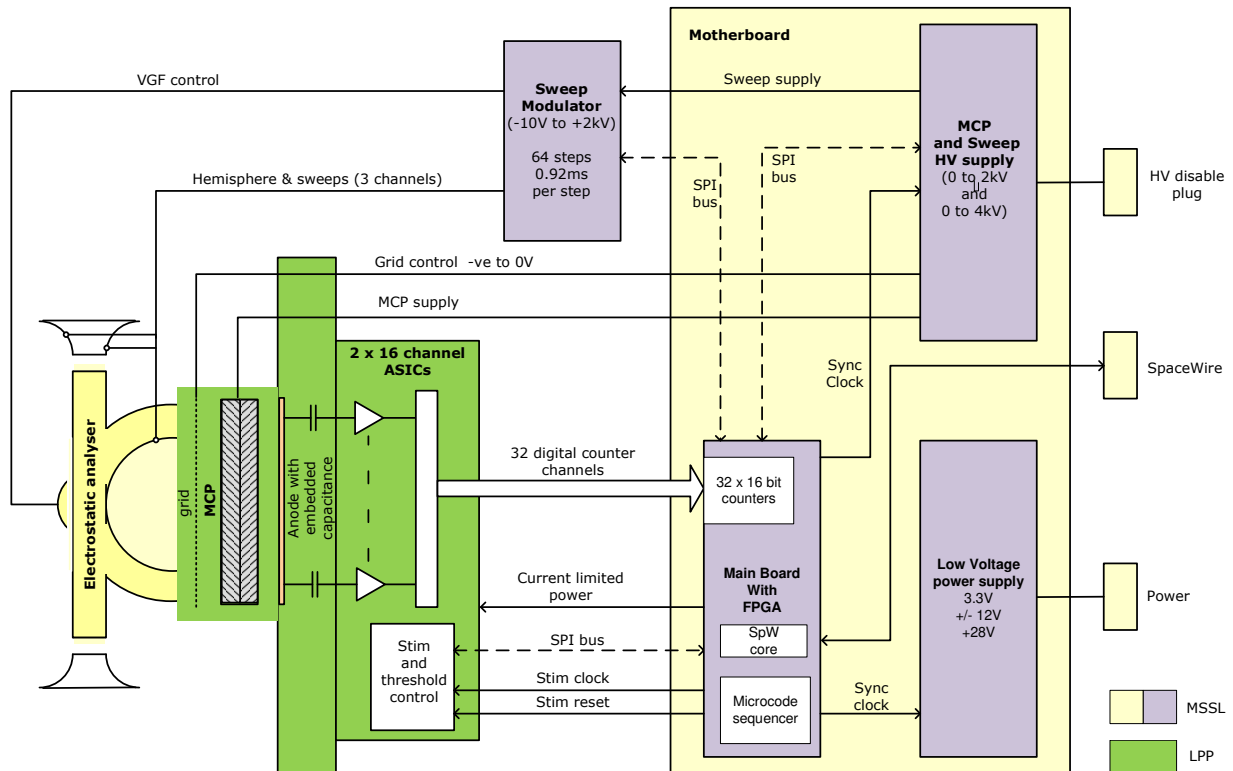 Motherboard
VGF control
Sweep
Modulator
(-10V to +2kV)
64 steps
0.92ms
per step
Sweep supply
MCP
and Sweep
HV supply
(0 to 2kV
and
0 to 4kV)
HV disable
plug
SPI
bus
SPI
bus
Hemisphere & sweeps (3 channels)
Grid control -ve to 0V
MCP supply
2 x 16 channel
ASICs
Sync
Clock
SpaceWire
Electrostatic analyser
grid
MCP
Anode with
embedded
capacitance
32 digital counter
channels
32 x 16 bit
counters
Main Board
With
FPGA
SpW
core
Microcode
sequencer
Low Voltage
power supply
3.3V
+/- 12V
+28V
Power
Current limited
power
SPI bus
Stim
and
threshold
control
Stim clock
Stim reset
Sync
clock
MSSL
LPP